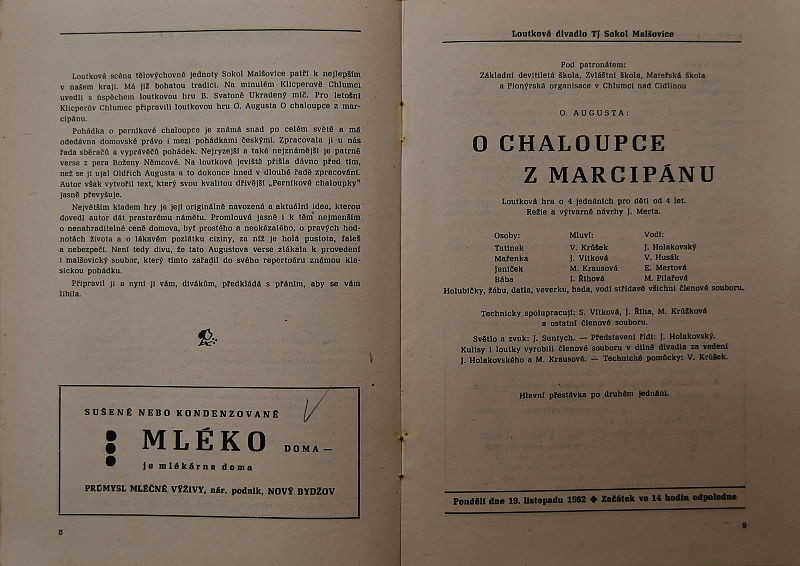 Loutková scéna tělovýchovné jednoty Sokol Malšovice patří k nejlepším
v našem kraji. Má již bohatou tradici. Na minulém Klicperově Chlumci
uvedli s úspěchem loutkovou hru B. Svatoně Ukradený míč. Pro letošní
Klicperův Chlumec připravili loutkovou hru O. Augusta O chaloupce z mar-
cipánu.
Pohádka o perníkové chaloupce je známá snad po celém světě a má
odedávna domovské právo i mezi pohádkami českými. Zpracovala ji u nás
řada sběračů a vyprávěčů pohádek. Nejryzejší a také nejznámější je patrně
verse z pera Boženy Němcové. Na loutkové jeviště přišla dávno před tím,
než se jí ujal Oldřich Augusta a to dokonce hned v dlouhé řadě zpracování.
Autor však vytvořil text, který svou kvalitou dřívější „Perníkové chaloupky"
jasně převyšuje.
Největším kladem hry je její originálně navozená a aktuální idea, kterou
dovedl autor dát prastarému námětu. Promlouvá jasně i k těm nejmenším
o nenahraditelné ceně domova, byť prostého a neokázalého, o pravých hod-
notách života a o lákavém pozlátku ciziny, za níž je holá pustota, faleš
a nebezpečí. Není tedy divu, že tato Augustova verse zlákala k provedení
i malšovický soubor, který tímto zařadil do svého repertoáru známou kla-
sickou pohádku.
Připravil ji a nyní ji vám, divákům, předkládá s přáním, aby se vám
líbila.
SUŠENÉ NEBO KONDENZOVANÉ
MLÉKO DOMA —
je mlékárna doma
PRŮMYSL MLÉČNÉ VÝŽIVY, nár. podnik, NOVÝ BYDŽOV
8
Loutkové divadlo TJ Sokol Malšovice
Pod patronátem:
Základní devítiletá škola, Zvláštní škola, Mateřská škola
a Pionýrská organisace v Chlumci nad Cidlinou
O. AUGUSTA:
O CHALOUPCE
Z MARCIPÁNU
Loutková hra o 4 jednáních pro děti od 4 let.
Režie a výtvarné návrhy J. Merta.
Osoby: Mluví: Vodí:
Tatínek V. Krůšek J. Holakovský
Mařenka J. Vítková V. Husák
Jeníček M. Krausová E. Mertová
Bába J. Říhová M. Pilařová
Holubičky, žábu, datla, veverku, hada, vodí střídavě všichni členové souboru.
Technicky spolupracují: S. Vítková, J. Říha, M. Krůžková
a ostatní členové souboru.
Světlo a zvuk: J. Suntych. — Představení řídí: J. Holakovský.
Kulisy i loutky vyrobili členové souboru v dílně divadla za vedení
J. Holakovského a M. Krausové. — Technické pomůcky: V. Krůšek.
Hlavní přestávka po druhém jednání.
Pondělí dne 19. listopadu 1962 ◆ Začátek ve 14 hodin odpoledne
9